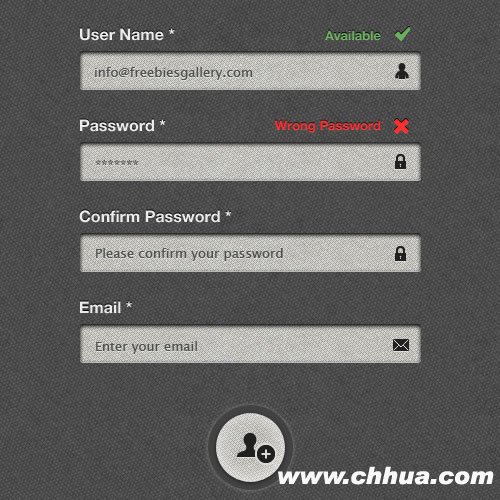 User Name *
Available
info@freebiesgallery.com
Password *
Wrong Password
*******
Confirm Password *
Please confirm your password
Email *
Enter your email
www.chhua.com